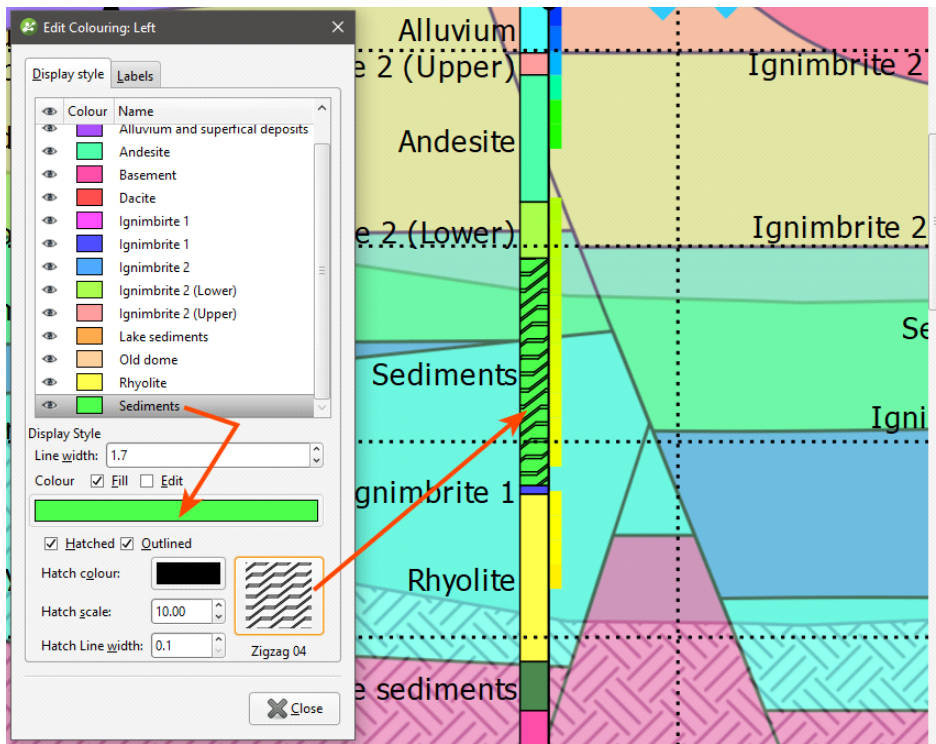 Edit Colouring: Left
Display style
Labels
Colour Name
Alluvium and superfical deposits
Andesite
Basement
Dacite
Ignimbirte 1
Ignimbrite 1
Ignimbrite 2
Ignimbrite 2 (Lower)
Ignimbrite 2 (Upper)
Lake sediments
Old dome
Rhyolite
Sediments
Display Style
Line width: 1.7
Colour Fill Edit
Hatched Outlined
Hatch colour:
Hatch scale: 10.00
Hatch Line width: 0.1
Zigzag 04
Close
Alluvium
e 2 (Upper)
Ignimbrite 2
Andesite
e 2 (Lower)
Ignimbrite 2
Se
Sediments
Igni
gnimbrite 1
Rhyolite
e sediments